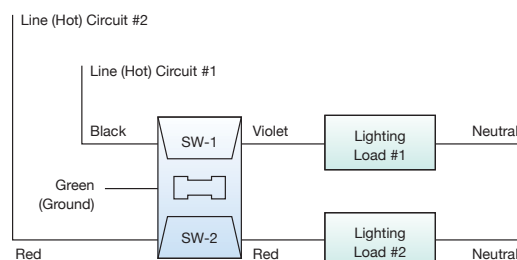 Line (Hot) Circuit #2
Line (Hot) Circuit #1
Black
SW-1
Violet
Lighting
Load #1
Neutral
Green
(Ground)
SW-2
Red
Red
Lighting
Load #2
Neutral